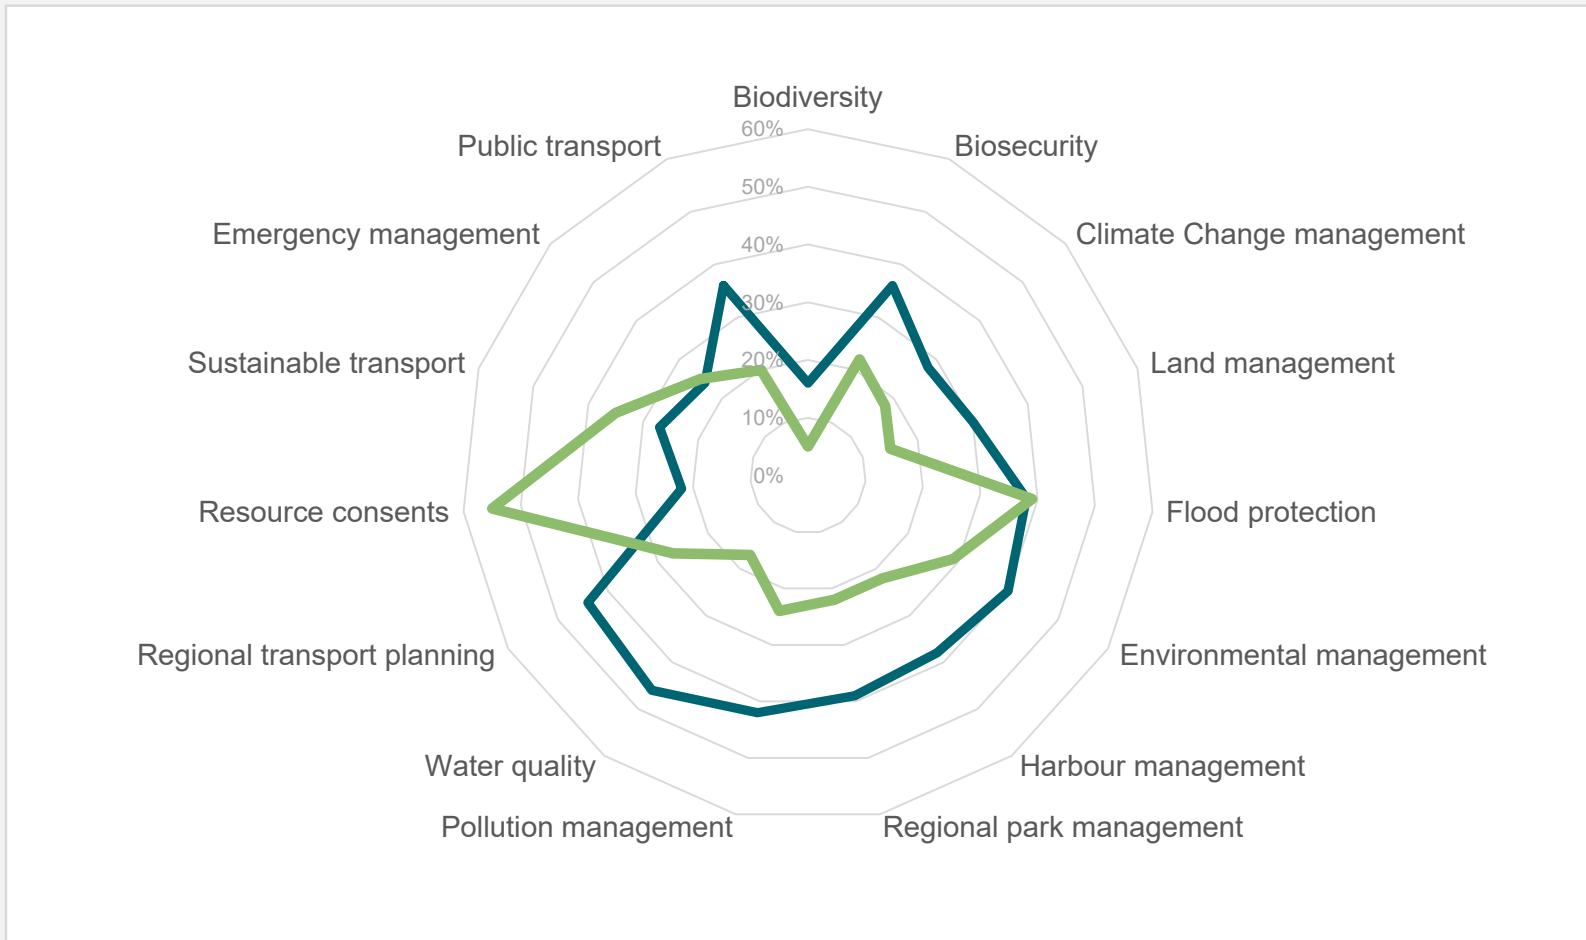 Biodiversity
60%
Public transport
Biosecurity
50%
Emergency management
Climate Change management
40%
30%
Sustainable transport
20%
Land management
10%
0%
Resource consents
Flood protection
Regional transport planning
Environmental management
Water quality
Harbour management
Pollution management
Regional park management